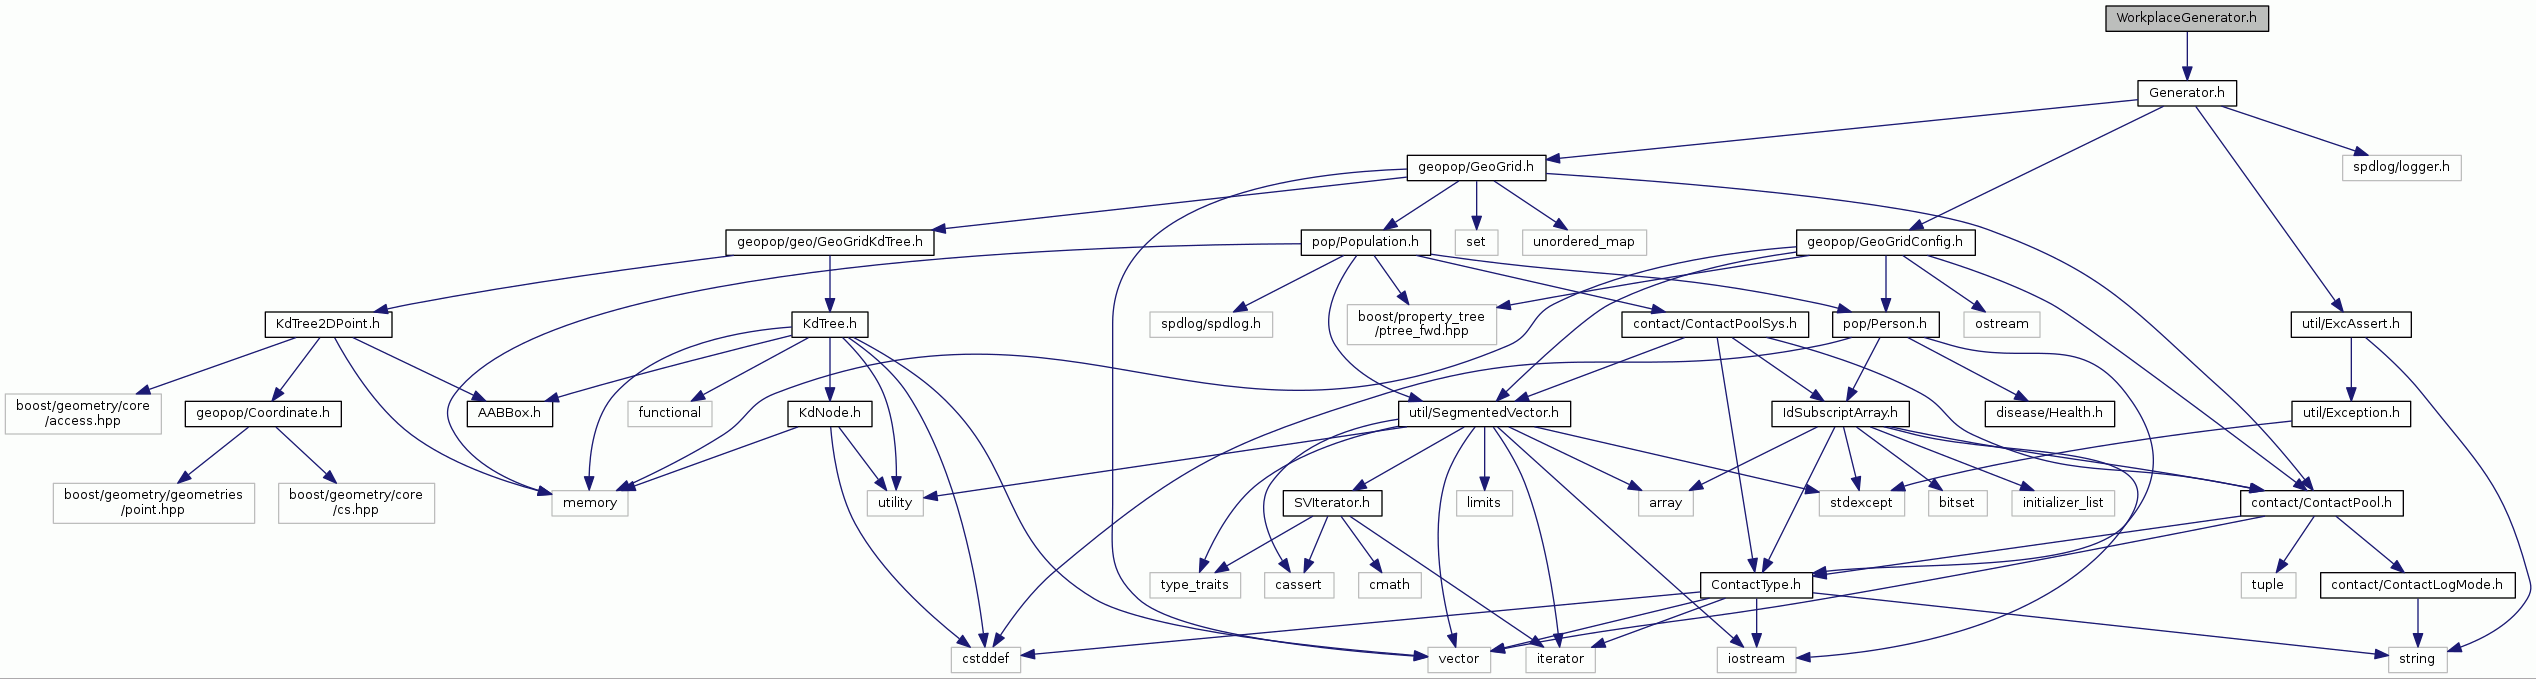 WorkplaceGenerator.h
Generator.h
geopop/GeoGrid.h
spdlog/logger.h
geopop/geo/GeoGridKdTree.h
pop/Population.h
set
unordered_map
geopop/GeoGridConfig.h
KdTree2DPoint.h
KdTree.h
spdlog/spdlog.h
boost/property_tree
/ptree_fwd.hpp
contact/ContactPoolSys.h
pop/Person.h
ostream
util/ExcAssert.h
boost/geometry/core
/access.hpp
geopop/Coordinate.h
AABBox.h
functional
KdNode.h
util/SegmentedVector.h
IdSubscriptArray.h
disease/Health.h
util/Exception.h
boost/geometry/geometries
/point.hpp
boost/geometry/core
/cs.hpp
memory
utility
SVIterator.h
limits
array
stdexcept
bitset
initializer_list
contact/ContactPool.h
type_traits
cassert
cmath
ContactType.h
tuple
contact/ContactLogMode.h
cstddef
vector
iterator
iostream
string